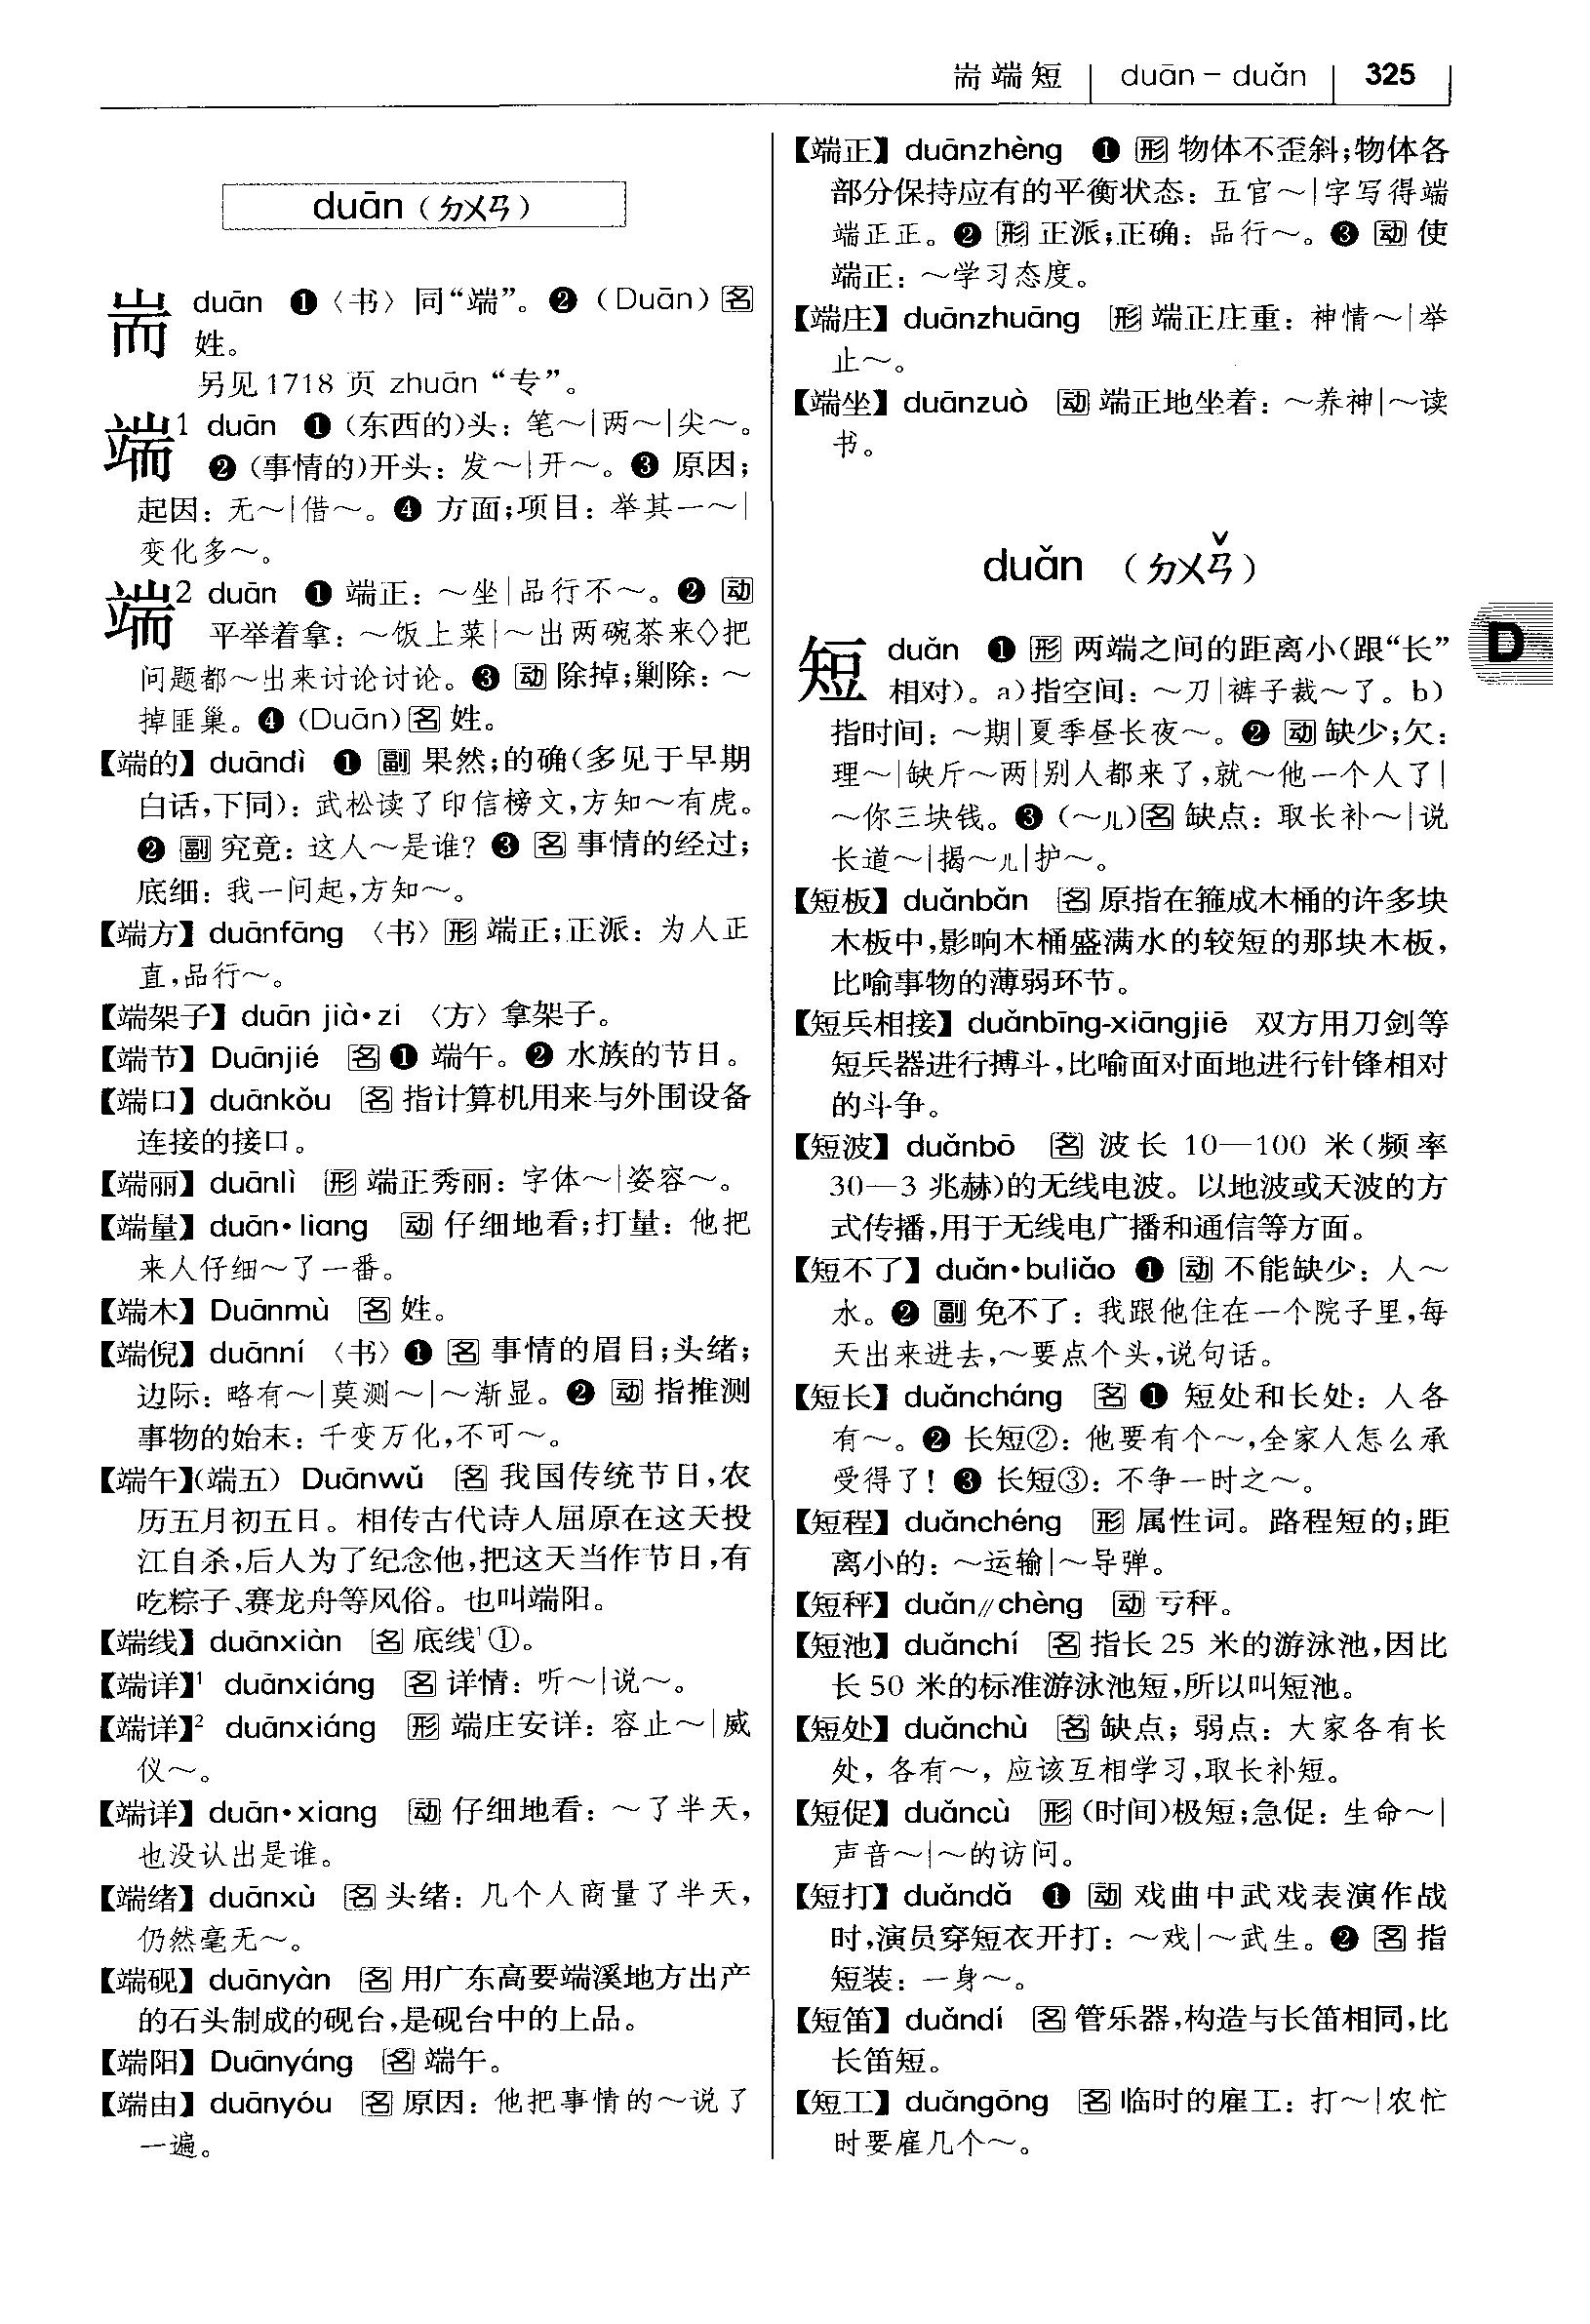 耑端短 duān－duǎn 325
duān（ㄉㄨㄢ）
耑 duān ❶〈书〉同“端”。❷（Duān）名
姓。
另见1718 页 zhuān “专”。
端1 duān ❶（东西的）头：笔～|两～|尖～。
❷（事情的）开头：发～|开～。❸ 原因；
起因：无～|借～。❹ 方面；项目：举其一～|
变化多～。
端2 duān ❶ 端正：～坐|品行不～。❷ 动
平举着拿：～饭上菜|～出两碗茶来◇把
问题都～出来讨论讨论。❸ 动 除掉；剿除：～
掉匪巢。❹（Duān）名 姓。
【端的】duāndì ❶ 副 果然；的确（多见于早期
白话，下同）：武松读了印信榜文，方知～有虎。
❷ 副 究竟：这人～是谁？❸ 名 事情的经过；
底细：我一问起，方知～。
【端方】duānfāng 〈书〉形 端正；正派：为人正
直，品行～。
【端架子】duān jià•zi 〈方〉拿架子。
【端节】Duānjié 名 ❶ 端午。❷ 水族的节日。
【端口】duānkǒu 名 指计算机用来与外围设备
连接的接口。
【端丽】duānlì 形 端正秀丽：字体～|姿容～。
【端量】duān•liang 动 仔细地看；打量：他把
来人仔细～了一番。
【端木】Duānmù 名 姓。
【端倪】duānní 〈书〉❶ 名 事情的眉目；头绪；
边际：略有～|莫测～|～渐显。❷ 动 指推测
事物的始末：千变万化，不可～。
【端午】（端五） Duānwǔ 名 我国传统节日，农
历五月初五日。相传古代诗人屈原在这天投
江自杀，后人为了纪念他，把这天当作节日，有
吃粽子、赛龙舟等风俗。也叫端阳。
【端线】duānxiàn 名 底线1①。
【端详】1 duānxiáng 名 详情：听～|说～。
【端详】2 duānxiáng 形 端庄安详：容止～|威
仪～。
【端详】duān•xiang 动 仔细地看：～了半天，
也没认出是谁。
【端绪】duānxù 名 头绪：几个人商量了半天，
仍然毫无～。
【端砚】duānyàn 名 用广东高要端溪地方出产
的石头制成的砚台，是砚台中的上品。
【端阳】Duānyáng 名 端午。
【端由】duānyóu 名 原因：他把事情的～说了
一遍。
【端正】duānzhèng ❶ 形 物体不歪斜；物体各
部分保持应有的平衡状态：五官～|字写得端
端正正。❷ 形 正派；正确：品行～。❸ 动 使
端正：～学习态度。
【端庄】duānzhuāng 形 端正庄重：神情～|举
止～。
【端坐】duānzuò 动 端正地坐着：～养神|～读
书。
duǎn （ㄉㄨㄢˇ）
短 duǎn ❶ 形 两端之间的距离小（跟“长”
相对）。a）指空间：～刀|裤子裁～了。b）
指时间：～期|夏季昼长夜～。❷ 动 缺少；欠：
理～|缺斤～两|别人都来了，就～他一个人了|
～你三块钱。❸（～儿）名 缺点：取长补～|说
长道～|揭～儿|护～。
D
【短板】duǎnbǎn 名 原指在箍成木桶的许多块
木板中，影响木桶盛满水的较短的那块木板，
比喻事物的薄弱环节。
【短兵相接】duǎnbīng-xiāngjiē 双方用刀剑等
短兵器进行搏斗，比喻面对面地进行针锋相对
的斗争。
【短波】duǎnbō 名 波长 10—100 米（频率
30—3 兆赫）的无线电波。以地波或天波的方
式传播，用于无线电广播和通信等方面。
【短不了】duǎn•buliǎo ❶ 动 不能缺少：人～
水。❷ 副 免不了：我跟他住在一个院子里，每
天出来进去，～要点个头，说句话。
【短长】duǎncháng 名 ❶ 短处和长处：人各
有～。❷ 长短②：他要有个～，全家人怎么承
受得了！❸ 长短③：不争一时之～。
【短程】duǎnchéng 形 属性词。路程短的；距
离小的：～运输|～导弹。
【短秤】duǎn//chèng 动 亏秤。
【短池】duǎnchí 名 指长 25 米的游泳池，因比
长 50 米的标准游泳池短，所以叫短池。
【短处】duǎnchù 名 缺点；弱点：大家各有长
处，各有～，应该互相学习，取长补短。
【短促】duǎncù 形（时间）极短；急促：生命～|
声音～|～的访问。
【短打】duǎndǎ ❶ 动 戏曲中武戏表演作战
时，演员穿短衣开打：～戏|～武生。❷ 名 指
短装：一身～。
【短笛】duǎndí 名 管乐器，构造与长笛相同，比
长笛短。
【短工】duǎngōng 名 临时的雇工：打～|农忙
时要雇几个～。